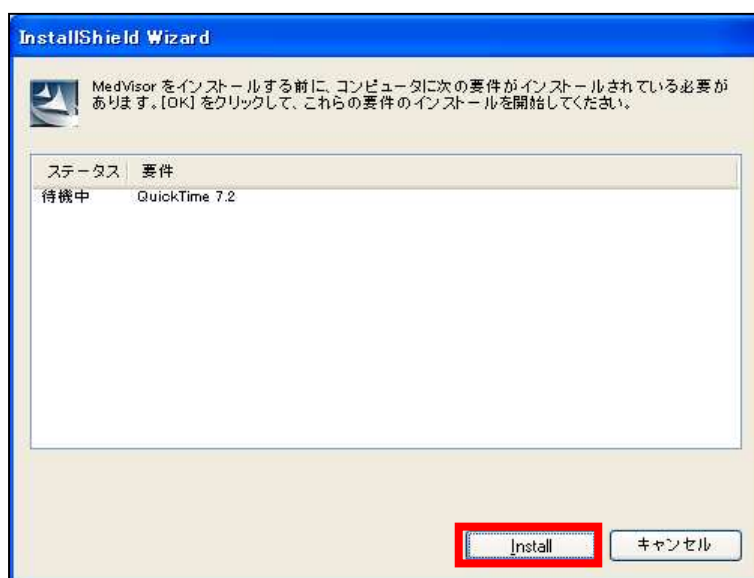 InstallShield Wizard
MedVisor をインストールする前に、コンピュータに次の要件がインストールされている必要が
あります。[OK] をクリックして、これらの要件のインストールを開始してください。
ステータス 要件
待機中 QuickTime 7.2
Install キャンセル